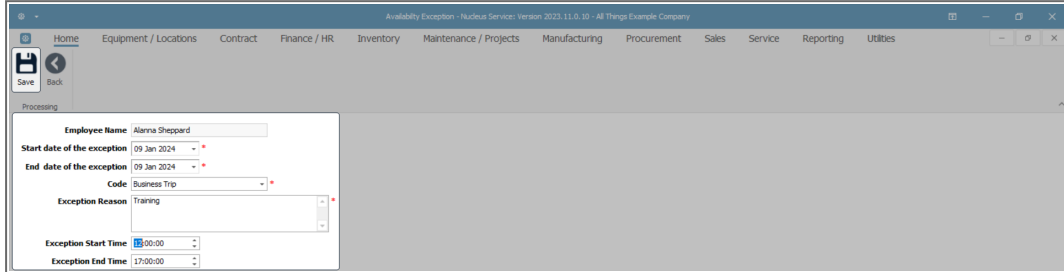 Availabilty Exception - Nucleus Service: Version 2023.11.0.10 - All Things Example Company
Home Equipment / Locations Contract Finance / HR Inventory Maintenance / Projects Manufacturing Procurement Sales Service Reporting Utilities
Save Back
Processing
Employee Name Alanna Sheppard
Start date of the exception 09 Jan 2024 *
End date of the exception 09 Jan 2024 *
Code Business Trip *
Exception Reason Training *
Exception Start Time 12:00:00
Exception End Time 17:00:00